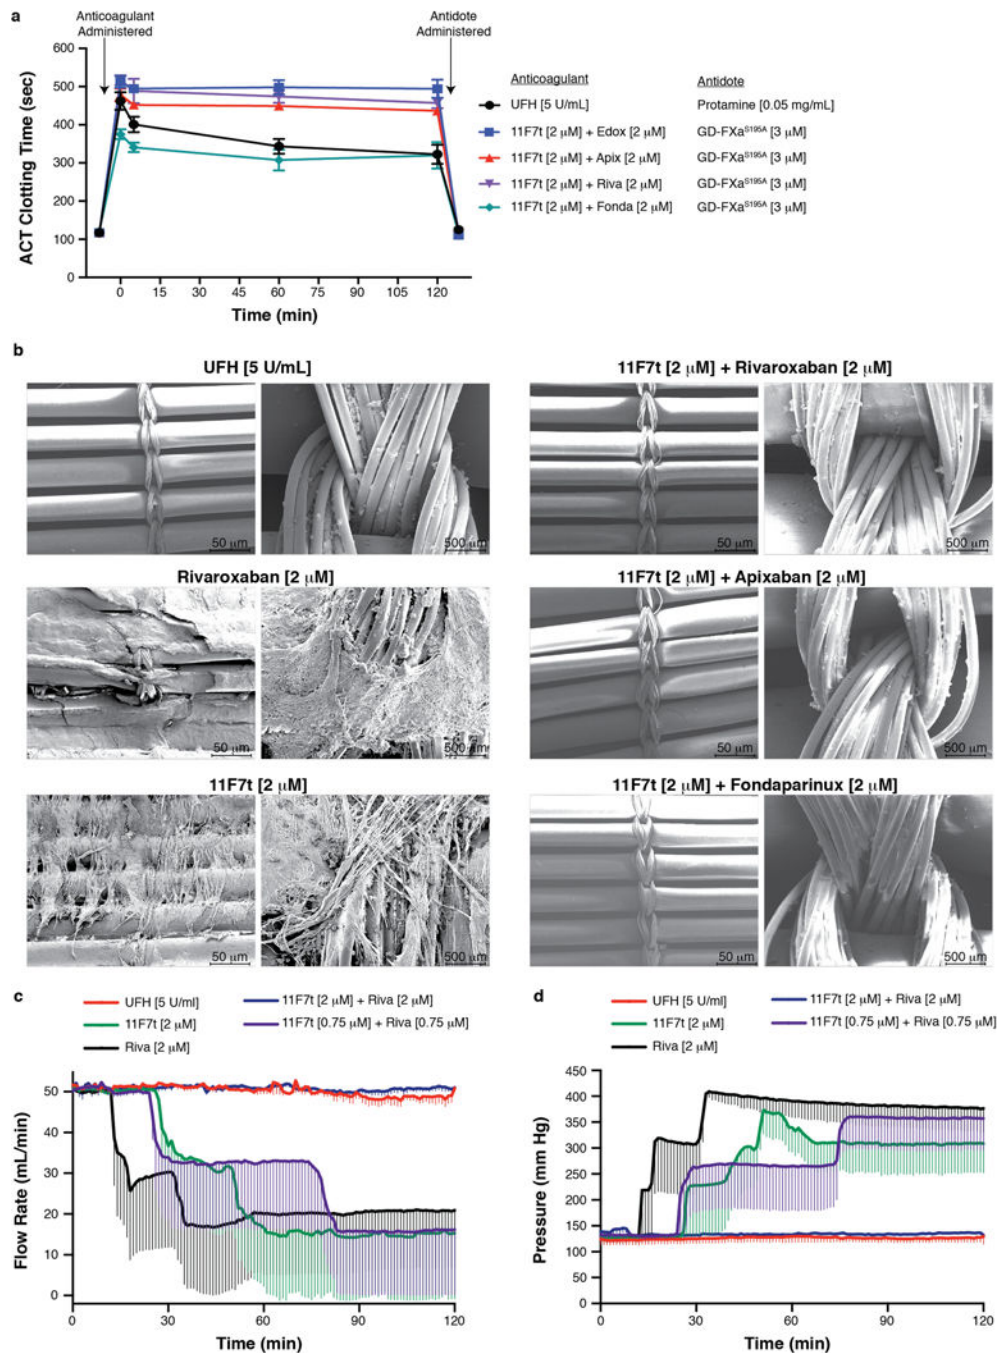 a
Anticoagulant
Administered
Antidote
Administered
600
500
400
300
200
100
0
ACT Clotting Time (sec)
0 15 30 45 60 75 90 105 120
Time (min)
Anticoagulant Antidote
UFH [5 U/mL] Protamine [0.05 mg/mL]
11F7t [2 μM] + Edox [2 μM] GD-FXaS195A [3 μM]
11F7t [2 μM] + Apix [2 μM] GD-FXaS195A [3 μM]
11F7t [2 μM] + Riva [2 μM] GD-FXaS195A [3 μM]
11F7t [2 μM] + Fonda [2 μM] GD-FXaS195A [3 μM]
b
UFH [5 U/mL]
50 μm
500 μm
11F7t [2 μM] + Rivaroxaban [2 μM]
50 μm
500 μm
Rivaroxaban [2 μM]
50 μm
500 μm
11F7t [2 μM] + Apixaban [2 μM]
50 μm
500 μm
11F7t [2 μM]
50 μm
500 μm
11F7t [2 μM] + Fondaparinux [2 μM]
50 μm
500 μm
c
UFH [5 U/ml]
11F7t [2 μM]
Riva [2 μM]
11F7t [2 μM] + Riva [2 μM]
11F7t [0.75 μM] + Riva [0.75 μM]
50
40
30
20
10
0
Flow Rate (mL/min)
0 30 60 90 120
Time (min)
d
UFH [5 U/ml]
11F7t [2 μM]
Riva [2 μM]
11F7t [2 μM] + Riva [2 μM]
11F7t [0.75 μM] + Riva [0.75 μM]
400
350
300
250
200
150
100
50
0
Pressure (mm Hg)
0 30 60 90 120
Time (min)